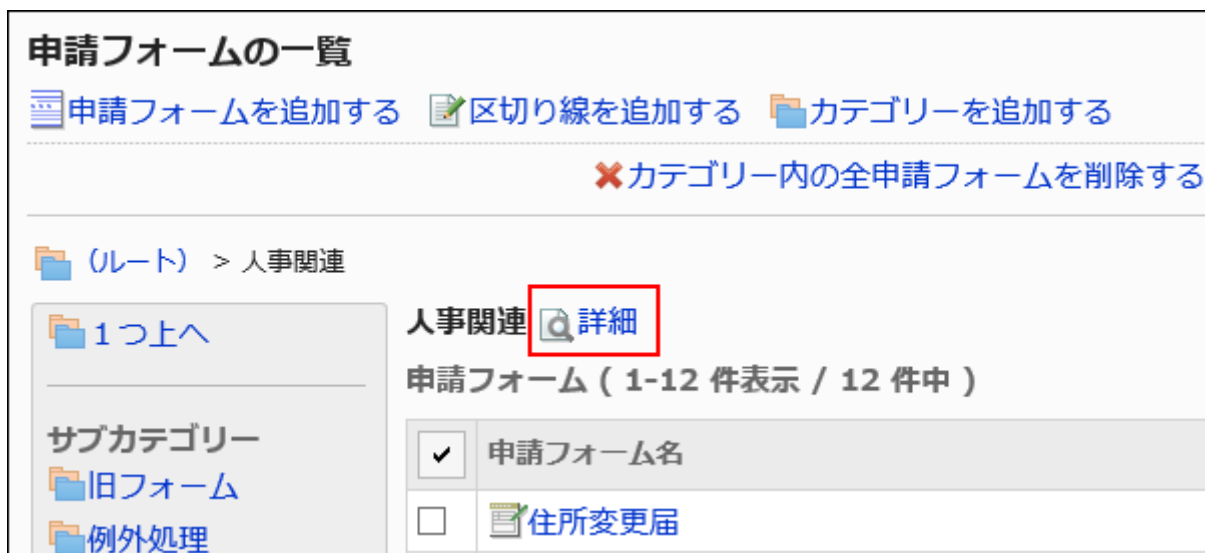 申請フォームの一覧
申請フォームを追加する 区切り線を追加する カテゴリーを追加する
カテゴリー内の全申請フォームを削除する
（ルート） > 人事関連
1つ上へ
サブカテゴリー
旧フォーム
例外処理
人事関連 詳細
申請フォーム ( 1-12 件表示 / 12 件中 )
申請フォーム名
住所変更届